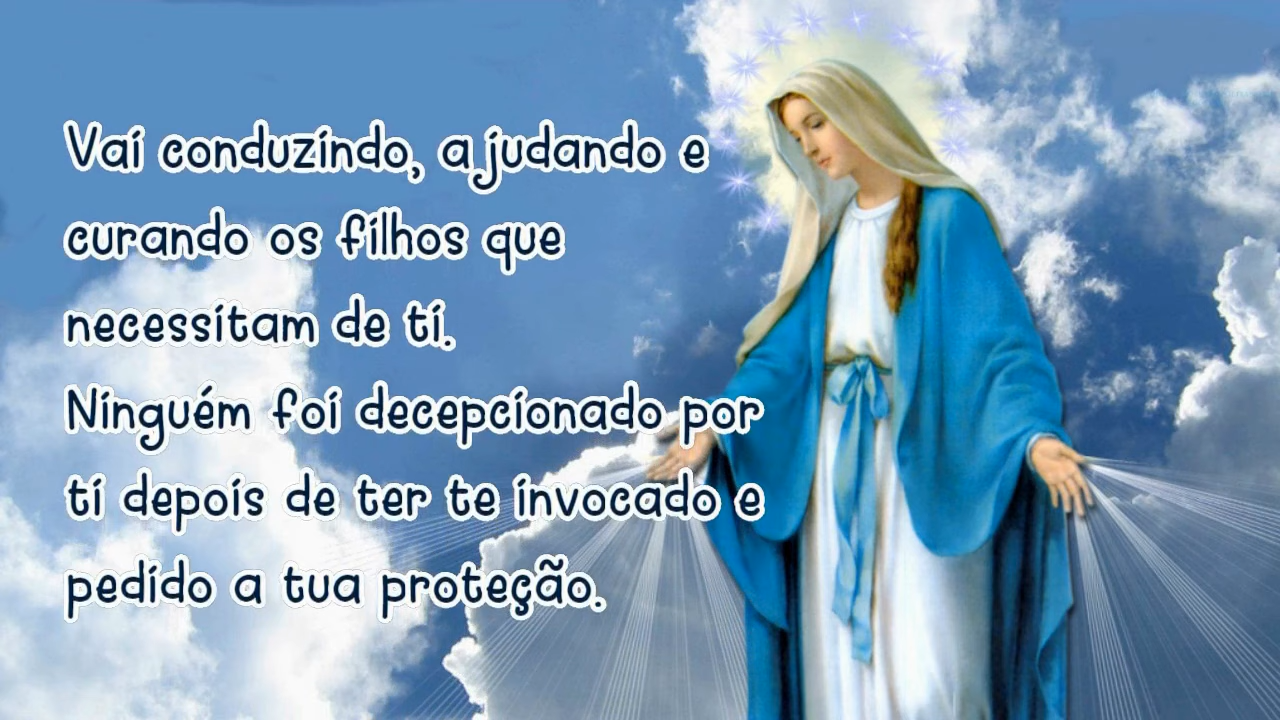 Vai conduzindo, ajudando e
curando os filhos que
necessitam de ti.
Ninguém foi decepcionado por
ti depois de ter te invocado e
pedido a tua proteção.